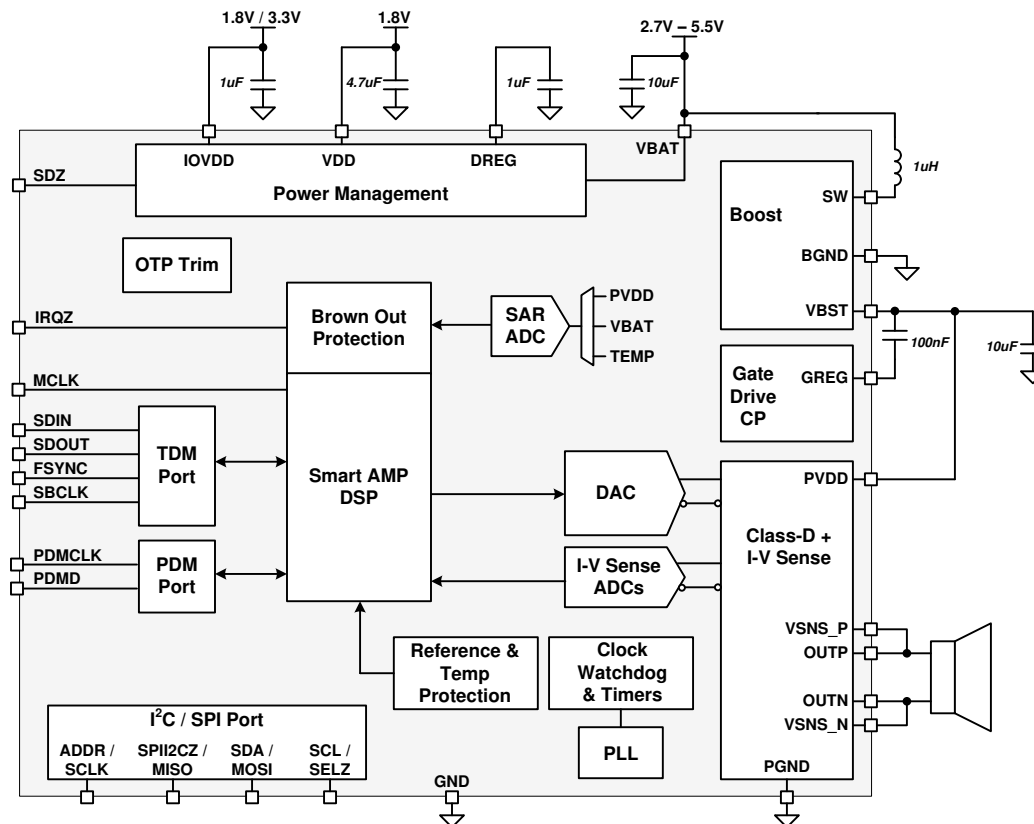 1.8V / 3.3V
1.8V
2.7V – 5.5V
1uF
4.7uF
1uF
10uF
IOVDD
VDD
DREG
VBAT
Power Management
SDZ
1uH
SW
Boost
BGND
VBST
OTP Trim
IRQZ
Brown Out
Protection
SAR
ADC
PVDD
VBAT
TEMP
100nF
10uF
GREG
Gate
Drive
CP
MCLK
SDIN
SDOUT
FSYNC
SBCLK
TDM
Port
Smart AMP
DSP
DAC
PVDD
Class-D +
I-V Sense
I-V Sense
ADCs
PDMCLK
PDMD
PDM
Port
VSNS_P
OUTP
OUTN
VSNS_N
Reference &
Temp
Protection
Clock
Watchdog
& Timers
PLL
PGND
I²C / SPI Port
ADDR /
SCLK
SPII2CZ /
MISO
SDA /
MOSI
SCL /
SELZ
GND